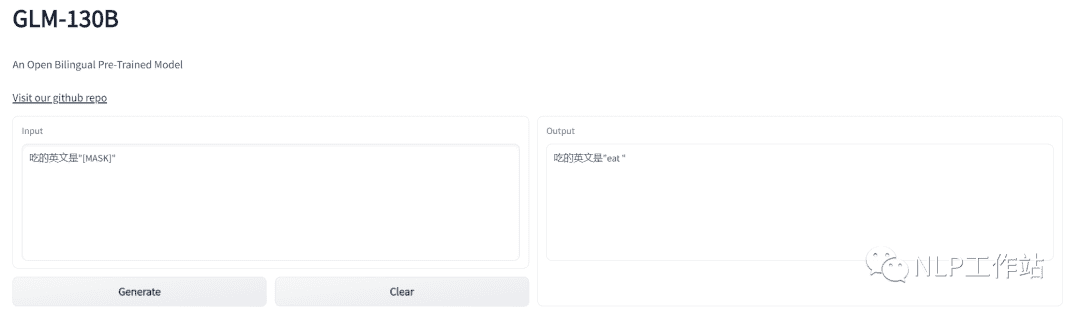 GLM-130B
An Open Bilingual Pre-Trained Model
Visit our github repo
Input
吃的英文是"[MASK]"
Output
吃的英文是"eat "
Generate
Clear
NLP工作站